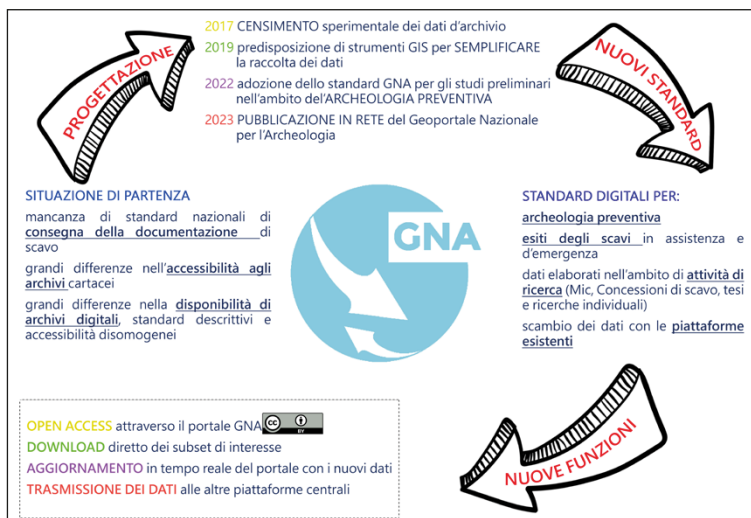 PROGETTAZIONE
2017 CENSIMENTO sperimentale dei dati d'archivio
2019 predisposizione di strumenti GIS per SEMPLIFICARE
la raccolta dei dati
2022 adozione dello standard GNA per gli studi preliminari
nell'ambito del'ARCHEOLOGIA PREVENTIVA
2023 PUBBLICAZIONE IN RETE del Geoportale Nazionale
per l'Archeologia
NUOVI STANDARD
SITUAZIONE DI PARTENZA
mancanza di standard nazionali di
consegna della documentazione di
scavo
grandi differenze nell'accessibilità agli
archivi cartacei
grandi differenze nella disponibilità di
archivi digitali, standard descrittivi e
accessibilità disomogenei
GNA
STANDARD DIGITALI PER:
archeologia preventiva
esiti degli scavi in assistenza e
d'emergenza
dati elaborati nell'ambito di attività di
ricerca (Mic, Concessioni di scavo, tesi
e ricerche individuali)
scambio dei dati con le piattaforme
esistenti
NUOVE FUNZIONI
OPEN ACCESS attraverso il portale GNA cc BY
DOWNLOAD diretto dei subset di interesse
AGGIORNAMENTO in tempo reale del portale con i nuovi dati
TRASMISSIONE DEI DATI alle altre piattaforme centrali